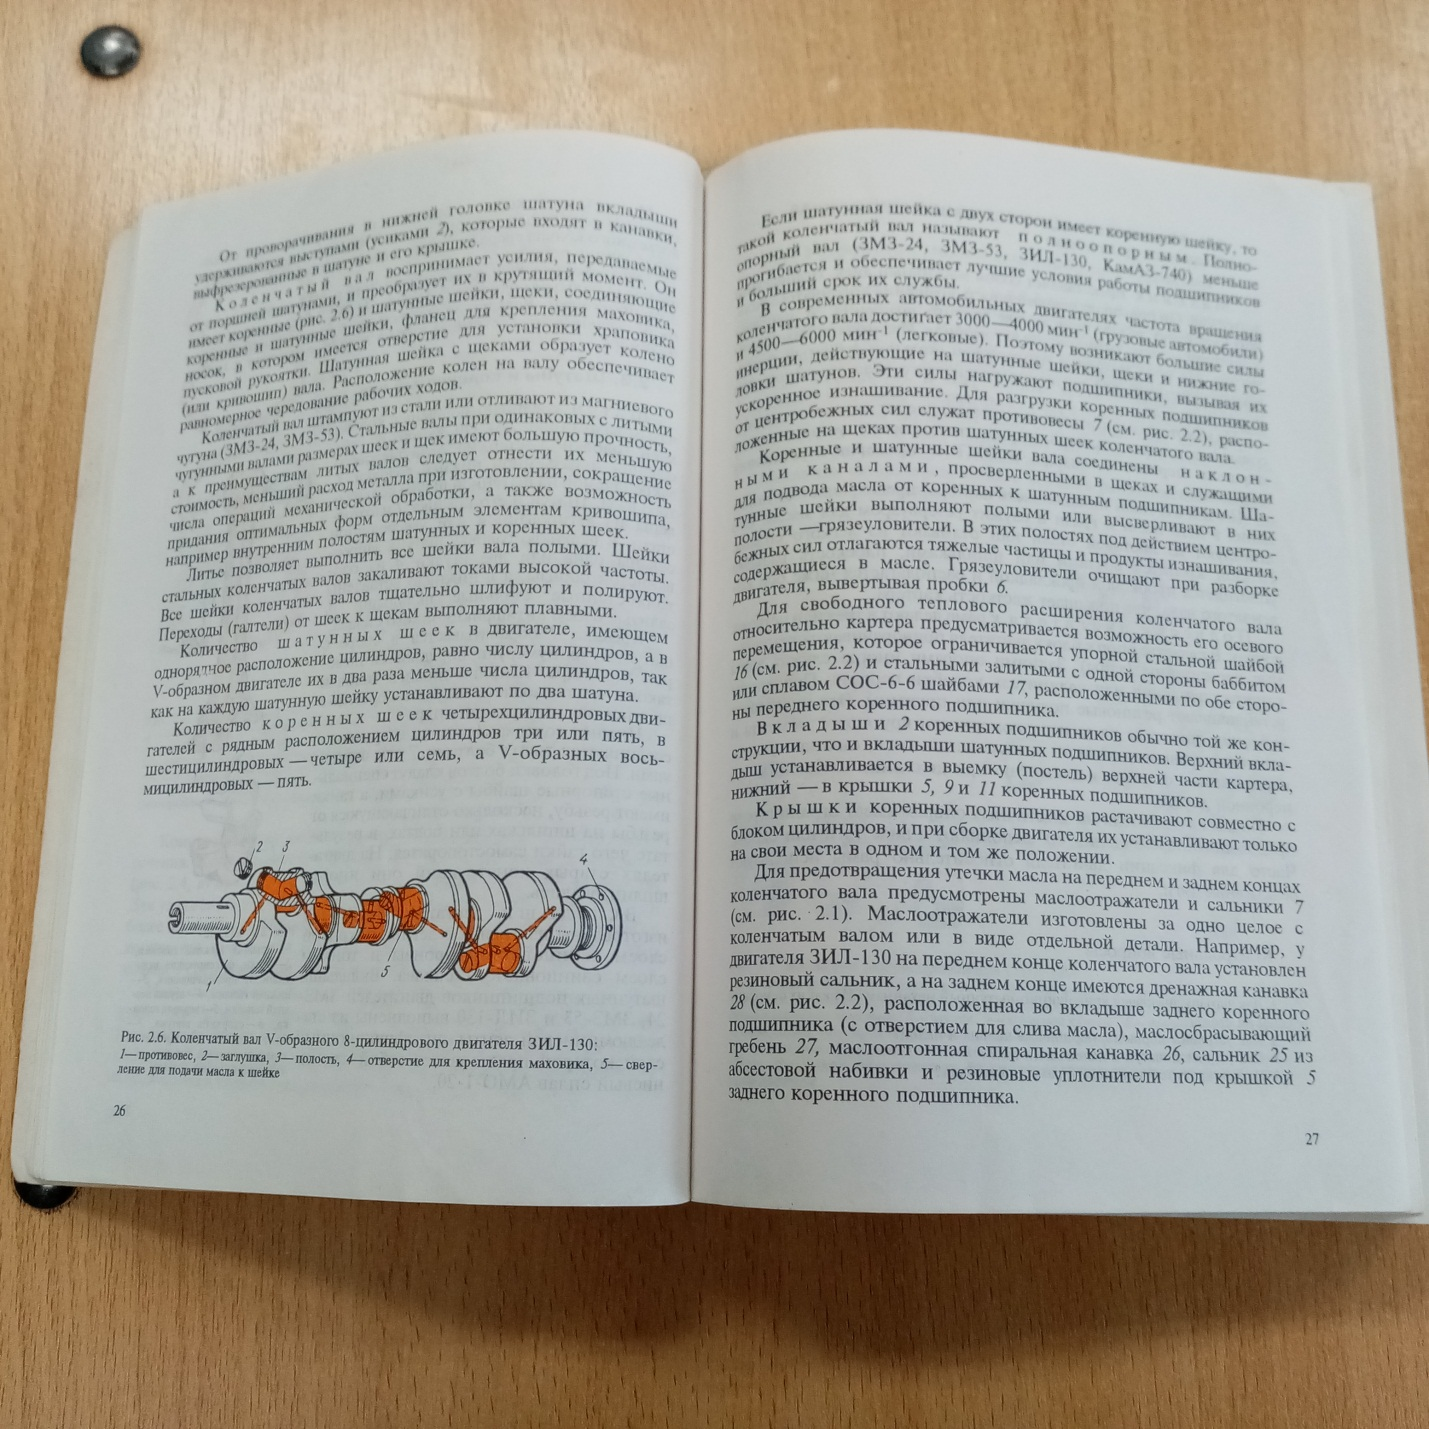 От проворачивания в нижней головке шатуна вкладыши
удерживаются выступами (усиками 2), которые входят в канавки,
выфрезерованные в шатуне и его крышке.
Коленчатый вал воспринимает усилия, передаваемые
от поршней шатунами, и преобразует их в крутящий момент. Он
имеет коренные (рис. 2.6) и шатунные шейки, щеки, соединяющие
коренные и шатунные шейки, фланец для крепления маховика,
носок, в котором имеется отверстие для установки храповика
пусковой рукоятки. Шатунная шейка с щеками образует колено
(или кривошип) вала. Расположение колен на валу обеспечивает
равномерное чередование рабочих ходов.
Коленчатый вал штампуют из стали или отливают из магниевого
чугуна (ЗМЗ-24, ЗМЗ-53). Стальные валы при одинаковых с литыми
чугунными валами размерах шеек и щек имеют большую прочность,
а к преимуществам литых валов следует отнести их меньшую
стоимость, меньший расход металла при изготовлении, сокращение
числа операций механической обработки, а также возможность
придания оптимальных форм отдельным элементам кривошипа,
например внутренним полостям шатунных и коренных шеек.
Литье позволяет выполнить все шейки вала полыми. Шейки
стальных коленчатых валов закаливают токами высокой частоты.
Все шейки коленчатых валов тщательно шлифуют и полируют.
Переходы (галтели) от шеек к щекам выполняют плавными.
Количество шатунных шеек в двигателе, имеющем
однорядное расположение цилиндров, равно числу цилиндров, а в
V-образном двигателе их в два раза меньше числа цилиндров, так
как на каждую шатунную шейку устанавливают по два шатуна.
Количество коренных шеек четырехцилиндровых дви-
гателей с рядным расположением цилиндров три или пять, в
шестицилиндровых — четыре или семь, а V-образных вось-
мицилиндровых — пять.
2 3 4
1 5
Рис. 2.6. Коленчатый вал V-образного 8-цилиндрового двигателя ЗИЛ-130:
1—противовес, 2—заглушка, 3—полость, 4—отверстие для крепления маховика, 5—свер-
ление для подачи масла к шейке
26
Если шатунная шейка с двух сторон имеет коренную шейку, то
такой коленчатый вал называют полноопорным. Полно-
опорный вал (ЗМЗ-24, ЗМЗ-53, ЗИЛ-130, КамАЗ-740) меньше
прогибается и обеспечивает лучшие условия работы подшипников
и больший срок их службы.
В современных автомобильных двигателях частота вращения
коленчатого вала достигает 3000—4000 мин⁻¹ (грузовые автомобили)
и 4500—6000 мин⁻¹ (легковые). Поэтому возникают большие силы
инерции, действующие на шатунные шейки, щеки и нижние го-
ловки шатунов. Эти силы нагружают подшипники, вызывая их
ускоренное изнашивание. Для разгрузки коренных подшипников
от центробежных сил служат противовесы 7 (см. рис. 2.2), распо-
ложенные на щеках против шатунных шеек коленчатого вала.
Коренные и шатунные шейки вала соединены наклон-
ными каналами, просверленными в щеках и служащими
для подвода масла от коренных к шатунным подшипникам. Ша-
тунные шейки выполняют полыми или высверливают в них
полости —грязеуловители. В этих полостях под действием центро-
бежных сил отлагаются тяжелые частицы и продукты изнашивания,
содержащиеся в масле. Грязеуловители очищают при разборке
двигателя, вывертывая пробки 6.
Для свободного теплового расширения коленчатого вала
относительно картера предусматривается возможность его осевого
перемещения, которое ограничивается упорной стальной шайбой
16 (см. рис. 2.2) и стальными залитыми с одной стороны баббитом
или сплавом СОС-6-6 шайбами 17, расположенными по обе сторо-
ны переднего коренного подшипника.
Вкладыши 2 коренных подшипников обычно той же кон-
струкции, что и вкладыши шатунных подшипников. Верхний вкла-
дыш устанавливается в выемку (постель) верхней части картера,
нижний — в крышки 5, 9 и 11 коренных подшипников.
Крышки коренных подшипников растачивают совместно с
блоком цилиндров, и при сборке двигателя их устанавливают только
на свои места в одном и том же положении.
Для предотвращения утечки масла на переднем и заднем концах
коленчатого вала предусмотрены маслоотражатели и сальники 7
(см. рис. 2.1). Маслоотражатели изготовлены за одно целое с
коленчатым валом или в виде отдельной детали. Например, у
двигателя ЗИЛ-130 на переднем конце коленчатого вала установлен
резиновый сальник, а на заднем конце имеются дренажная канавка
28 (см. рис. 2.2), расположенная во вкладыше заднего коренного
подшипника (с отверстием для слива масла), маслосбрасывающий
гребень 27, маслоотгонная спиральная канавка 26, сальник 25 из
абсестовой набивки и резиновые уплотнители под крышкой 5
заднего коренного подшипника.
27